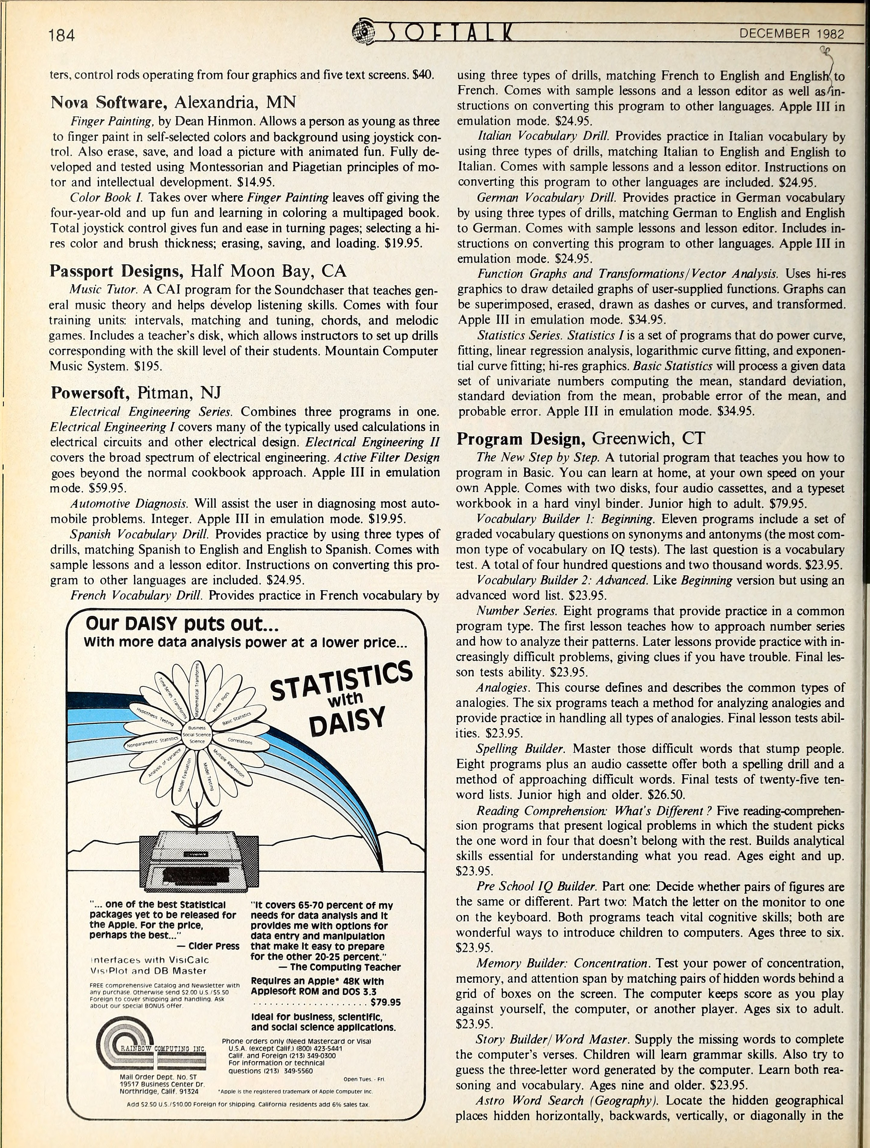 184
SOFTALK
DECEMBER 1982
ters, control rods operating from four graphics and five text screens. $40.
Nova Software, Alexandria, MN
Finger Painting, by Dean Hinmon. Allows a person as young as three
to finger paint in self-selected colors and background using joystick con-
trol. Also erase, save, and load a picture with animated fun. Fully de-
veloped and tested using Montessorian and Piagetian principles of mo-
tor and intellectual development. $14.95.
Color Book I. Takes over where Finger Painting leaves off giving the
four-year-old and up fun and learning in coloring a multipaged book.
Total joystick control gives fun and ease in turning pages; selecting a hi-
res color and brush thickness; erasing, saving, and loading. $19.95.
Passport Designs, Half Moon Bay, CA
Music Tutor. A CAI program for the Soundchaser that teaches gen-
eral music theory and helps develop listening skills. Comes with four
training units: intervals, matching and tuning, chords, and melodic
games. Includes a teacher's disk, which allows instructors to set up drills
corresponding with the skill level of their students. Mountain Computer
Music System. $195.
Powersoft, Pitman, NJ
Electrical Engineering Series. Combines three programs in one.
Electrical Engineering I covers many of the typically used calculations in
electrical circuits and other electrical design. Electrical Engineering II
covers the broad spectrum of electrical engineering. Active Filter Design
goes beyond the normal cookbook approach. Apple III in emulation
mode. $59.95.
Automotive Diagnosis. Will assist the user in diagnosing most auto-
mobile problems. Integer. Apple III in emulation mode. $19.95.
Spanish Vocabulary Drill. Provides practice by using three types of
drills, matching Spanish to English and English to Spanish. Comes with
sample lessons and a lesson editor. Instructions on converting this pro-
gram to other languages are included. $24.95.
French Vocabulary Drill. Provides practice in French vocabulary by
using three types of drills, matching French to English and English to
French. Comes with sample lessons and a lesson editor as well as in-
structions on converting this program to other languages. Apple III in
emulation mode. $24.95.
Italian Vocabulary Drill. Provides practice in Italian vocabulary by
using three types of drills, matching Italian to English and English to
Italian. Comes with sample lessons and a lesson editor. Instructions on
converting this program to other languages are included. $24.95.
German Vocabulary Drill. Provides practice in German vocabulary
by using three types of drills, matching German to English and English
to German. Comes with sample lessons and lesson editor. Includes in-
structions on converting this program to other languages. Apple III in
emulation mode. $24.95.
Function Graphs and Transformations/Vector Analysis. Uses hi-res
graphics to draw detailed graphs of user-supplied functions. Graphs can
be superimposed, erased, drawn as dashes or curves, and transformed.
Apple III in emulation mode. $34.95.
Statistics Series. Statistics I is a set of programs that do power curve,
fitting, linear regression analysis, logarithmic curve fitting, and exponen-
tial curve fitting; hi-res graphics. Basic Statistics will process a given data
set of univariate numbers computing the mean, standard deviation,
standard deviation from the mean, probable error of the mean, and
probable error. Apple III in emulation mode. $34.95.
Program Design, Greenwich, CT
The New Step by Step. A tutorial program that teaches you how to
program in Basic. You can learn at home, at your own speed on your
own Apple. Comes with two disks, four audio cassettes, and a typeset
workbook in a hard vinyl binder. Junior high to adult. $79.95.
Vocabulary Builder 1: Beginning. Eleven programs include a set of
graded vocabulary questions on synonyms and antonyms (the most com-
mon type of vocabulary on IQ tests). The last question is a vocabulary
test. A total of four hundred questions and two thousand words. $23.95.
Vocabulary Builder 2: Advanced. Like Beginning version but using an
advanced word list. $23.95.
Number Series. Eight programs that provide practice in a common
program type. The first lesson teaches how to approach number series
and how to analyze their patterns. Later lessons provide practice with in-
creasingly difficult problems, giving clues if you have trouble. Final les-
son tests ability. $23.95.
Analogies. This course defines and describes the common types of
analogies. The six programs teach a method for analyzing analogies and
provide practice in handling all types of analogies. Final lesson tests abil-
ities. $23.95.
Spelling Builder. Master those difficult words that stump people.
Eight programs plus an audio cassette offer both a spelling drill and a
method of approaching difficult words. Final tests of twenty-five ten-
word lists. Junior high and older. $26.50.
Reading Comprehension: What's Different? Five reading-comprehen-
sion programs that present logical problems in which the student picks
the one word in four that doesn't belong with the rest. Builds analytical
skills essential for understanding what you read. Ages eight and up.
$23.95.
Pre School IQ Builder. Part one: Decide whether pairs of figures are
the same or different. Part two: Match the letter on the monitor to one
on the keyboard. Both programs teach vital cognitive skills; both are
wonderful ways to introduce children to computers. Ages three to six.
$23.95.
Memory Builder: Concentration. Test your power of concentration,
memory, and attention span by matching pairs of hidden words behind a
grid of boxes on the screen. The computer keeps score as you play
against yourself, the computer, or another player. Ages six to adult.
$23.95.
Story Builder/Word Master. Supply the missing words to complete
the computer's verses. Children will learn grammar skills. Also try to
guess the three-letter word generated by the computer. Learn both rea-
soning and vocabulary. Ages nine and older. $23.95.
Astro Word Search (Geography). Locate the hidden geographical
places hidden horizontally, backwards, vertically, or diagonally in the
Our DAISY puts out...
With more data analysis power at a lower price...
STATISTICS
with
DAISY
Hi-Res Plots
Basic Statistics
Correlations
Multiple Regression
Model Testing
Model Evaluation
Analysis of Variance
Nonparametric Statistics
Hypothesis Testing
Business
Social Science
Science
"... one of the best Statistical
packages yet to be released for
the Apple. For the price,
perhaps the best..."
— Cider Press
Interfaces with VisiCalc
VisiPlot and DB Master
FREE comprehensive Catalog and Newsletter with
any purchase. Otherwise send $2.00 U.S./$5.50
Foreign to cover shipping and handling. Ask
about our special BONUS offer.
RAINBOW COMPUTING INC.
Mail Order Dept. No. ST
19517 Business Center Dr.
Northridge, Calif. 91324
"It covers 65-70 percent of my
needs for data analysis and it
provides me with options for
data entry and manipulation
that make it easy to prepare
for the other 20-25 percent."
— The Computing Teacher
Requires an Apple* 48K with
Applesoft ROM and DOS 3.3
.................................. $79.95
Ideal for business, scientific,
and social science applications.
Phone orders only (Need Mastercard or Visa)
U.S.A. (except Calif.) (800) 423-5441
Calif. and Foreign (213) 349-0300
For information or technical
questions (213) 349-5560
Open Tues. - Fri.
*Apple is the registered trademark of Apple Computer Inc.
Add $2.50 U.S./$10.00 Foreign for shipping. California residents add 6% sales tax.